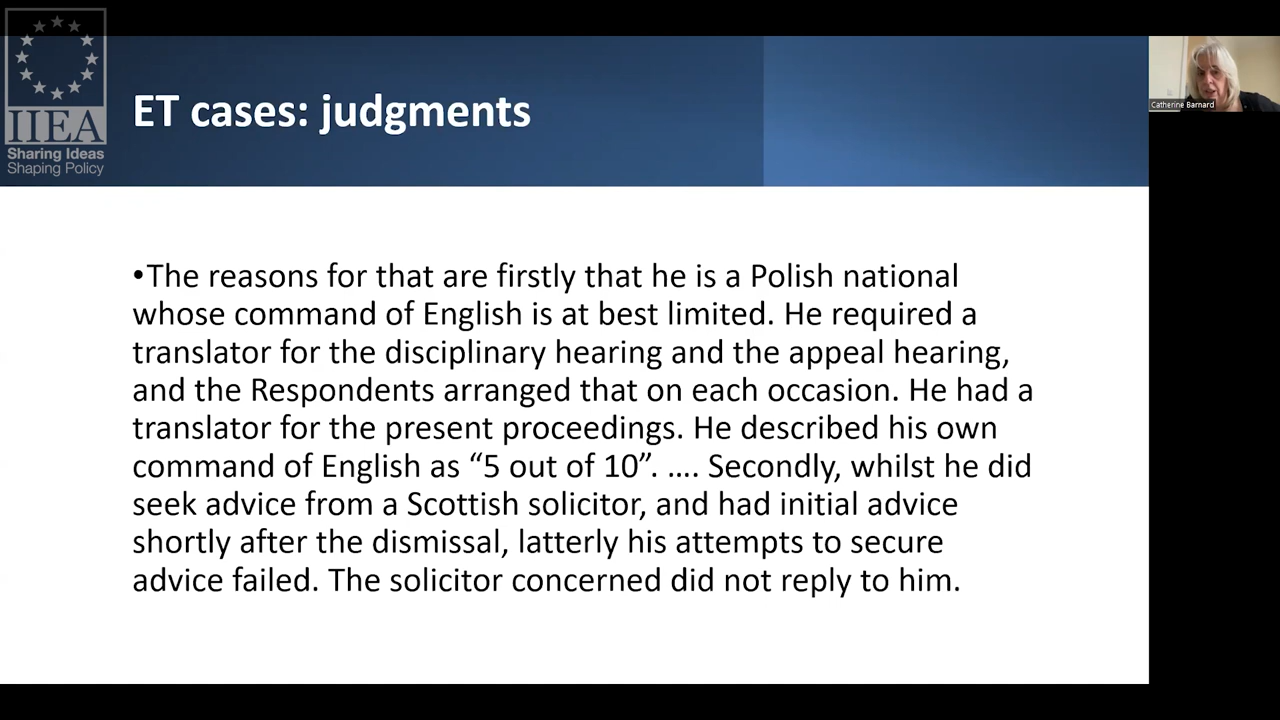 IIEA
Sharing Ideas
Shaping Policy
ET cases: judgments
Catherine Barnard
•The reasons for that are firstly that he is a Polish national
whose command of English is at best limited. He required a
translator for the disciplinary hearing and the appeal hearing,
and the Respondents arranged that on each occasion. He had a
translator for the present proceedings. He described his own
command of English as “5 out of 10”. …. Secondly, whilst he did
seek advice from a Scottish solicitor, and had initial advice
shortly after the dismissal, latterly his attempts to secure
advice failed. The solicitor concerned did not reply to him.